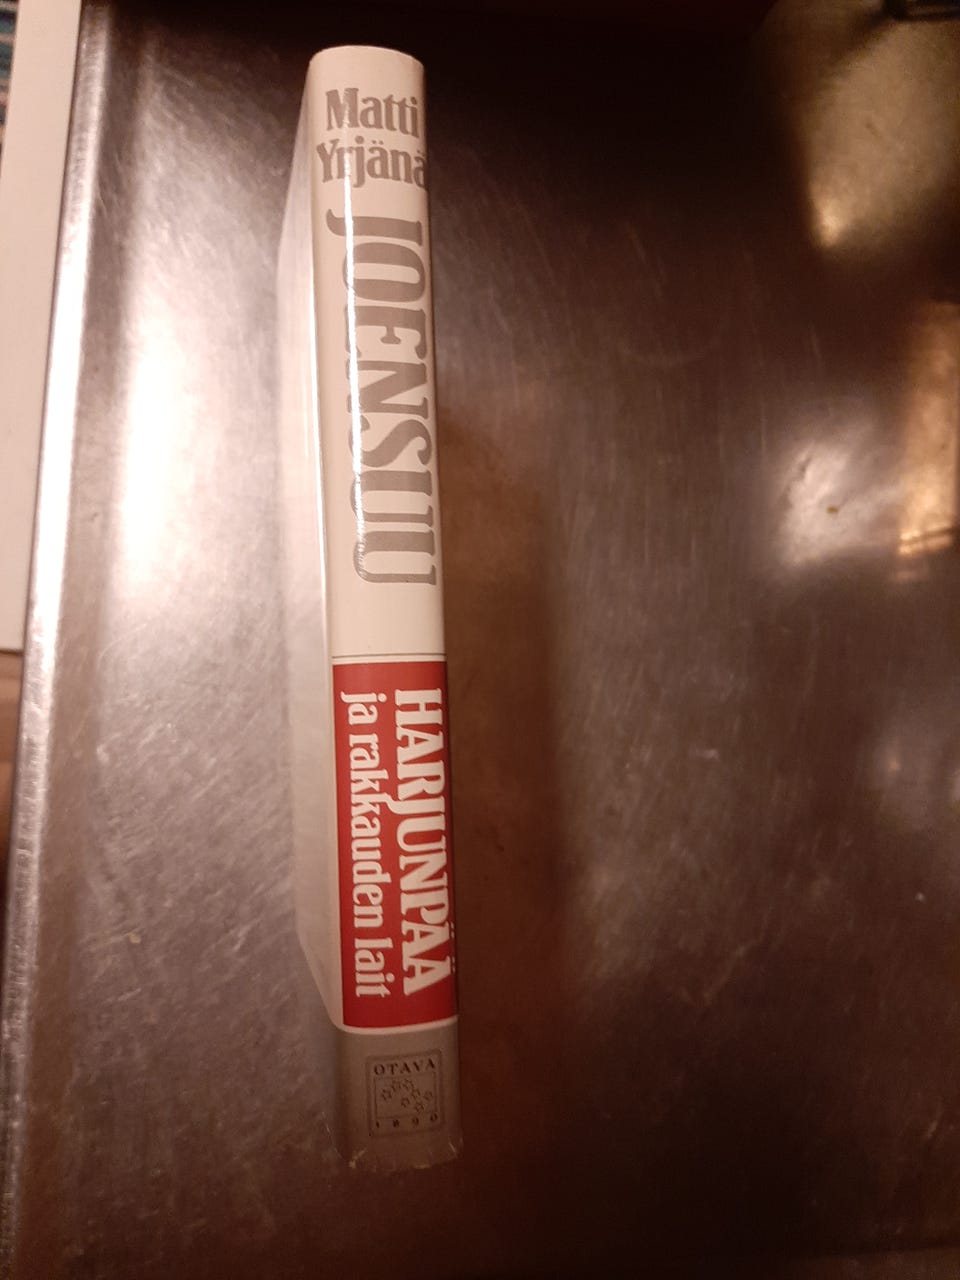 Matti
Yrjänä
JOENSUU
HARJUNPÄÄ
ja rakkauden lait
OTAVA
1890